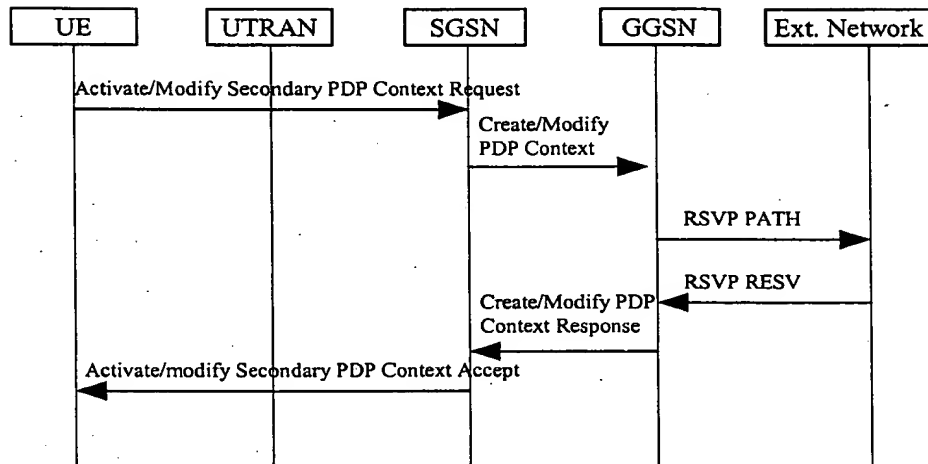 UE
UTRAN
SGSN
GGSN
Ext. Network
Activate/Modify Secondary PDP Context Request
Create/Modify
PDP Context
RSVP PATH
RSVP RESV
Create/Modify PDP
Context Response
Activate/modify Secondary PDP Context Accept